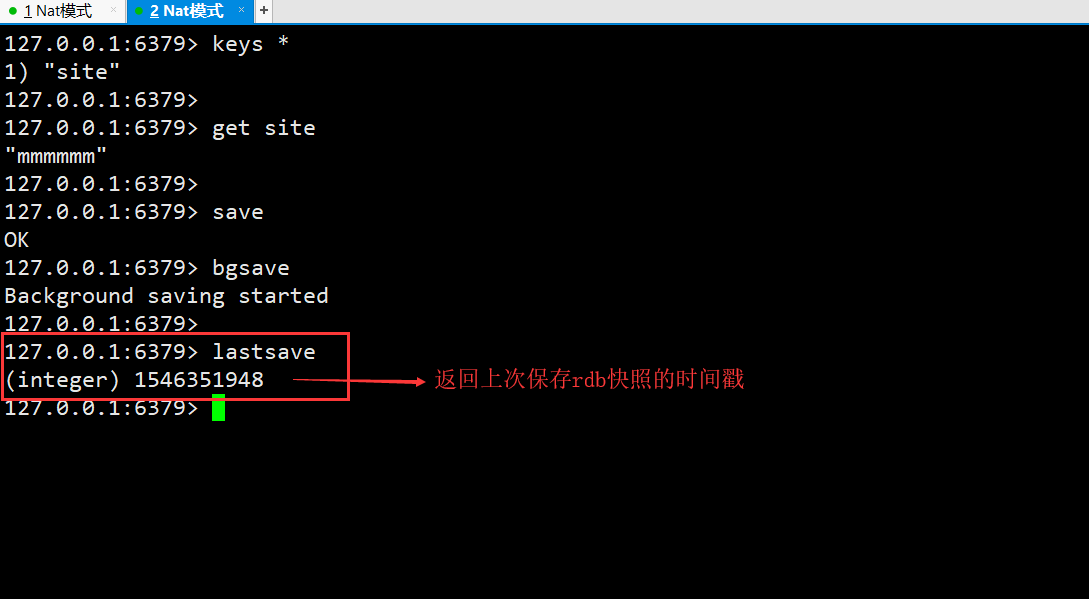 1 Nat模式 × 2 Nat模式 × +
127.0.0.1:6379> keys *
1) "site"
127.0.0.1:6379>
127.0.0.1:6379> get site
"mmmmmm"
127.0.0.1:6379>
127.0.0.1:6379> save
OK
127.0.0.1:6379> bgsave
Background saving started
127.0.0.1:6379>
127.0.0.1:6379> lastsave
(integer) 1546351948 返回上次保存rdb快照的时间戳
127.0.0.1:6379>